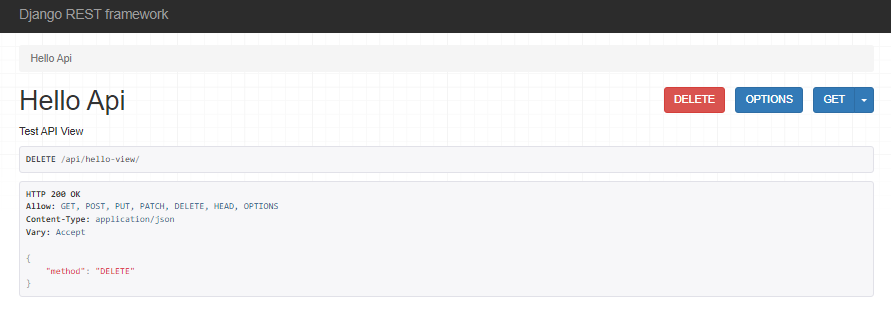 Django REST framework
Hello Api
Hello Api
DELETE
OPTIONS
GET
Test API View
DELETE /api/hello-view/
HTTP 200 OK
Allow: GET, POST, PUT, PATCH, DELETE, HEAD, OPTIONS
Content-Type: application/json
Vary: Accept
{
    "method": "DELETE"
}